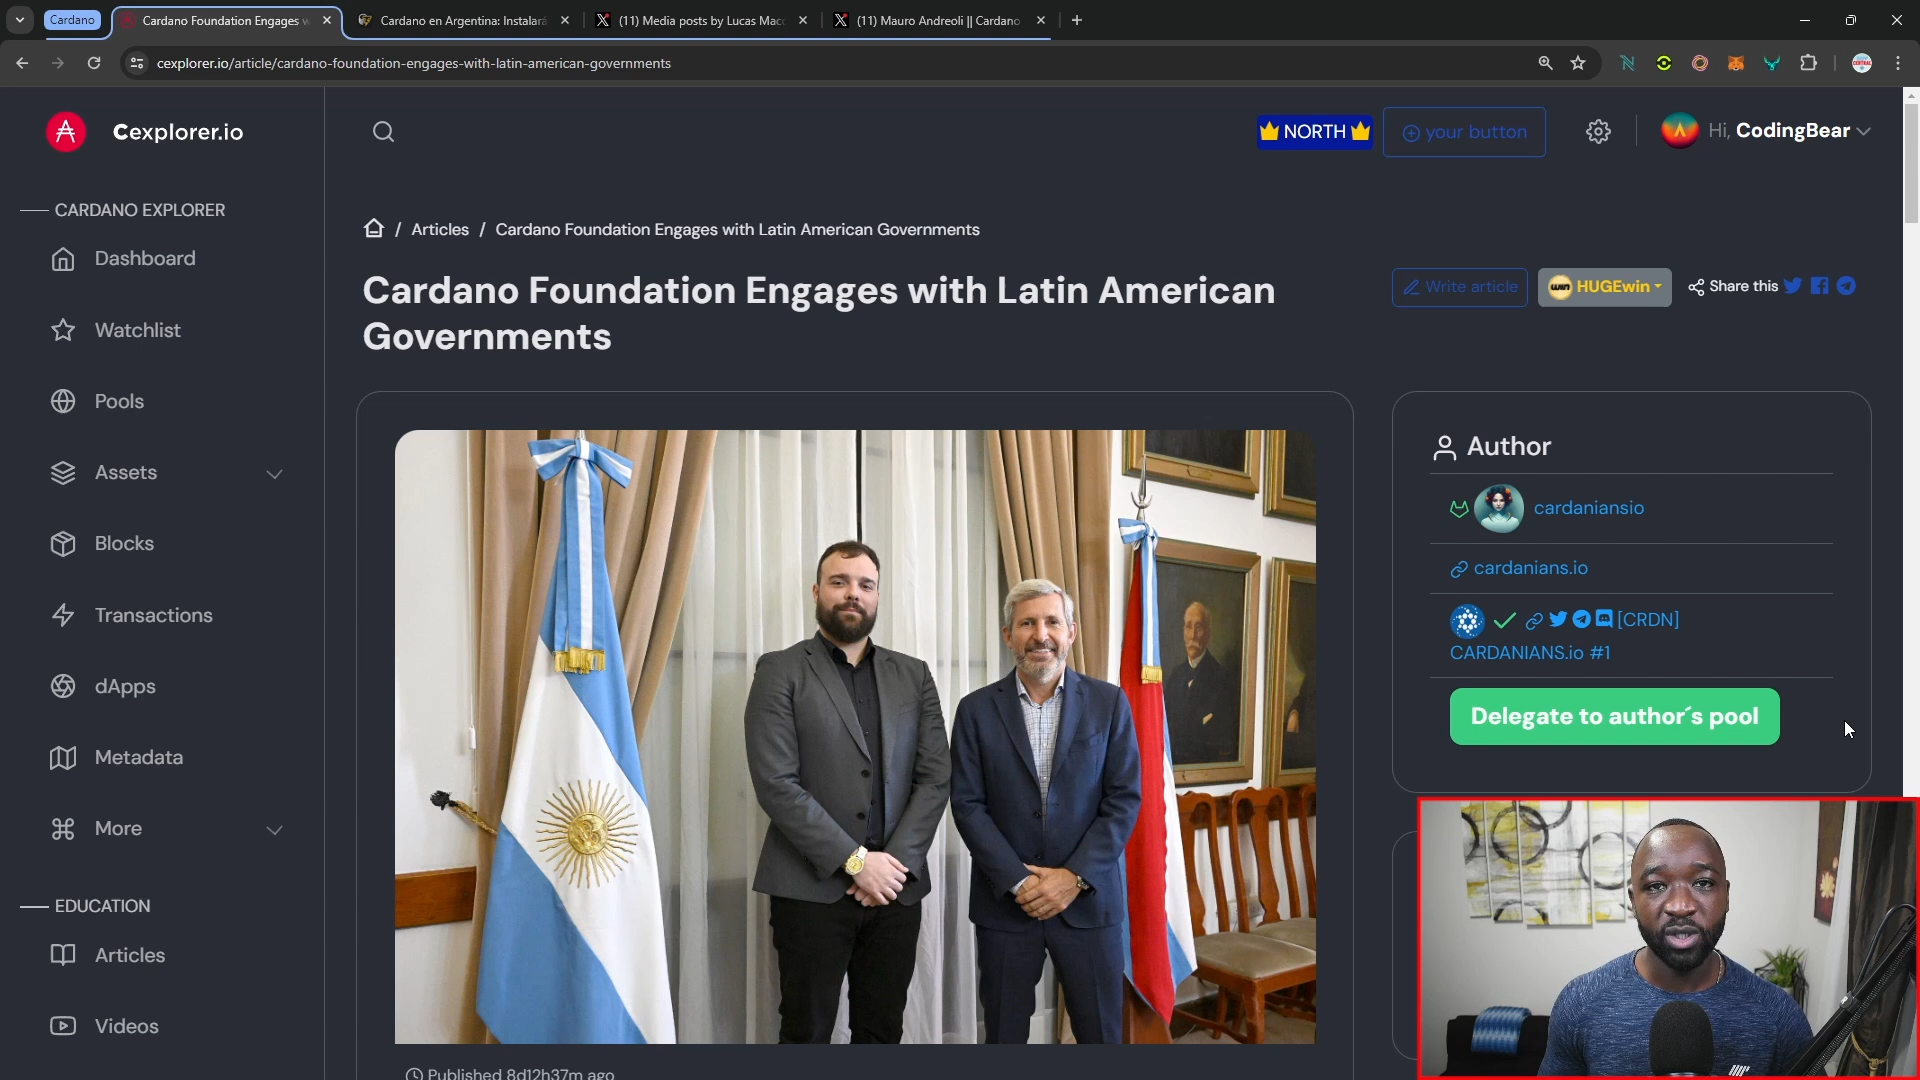 Cardano
Cardano Foundation Engages w
Cardano en Argentina: Instalará
(11) Media posts by Lucas Mac
(11) Mauro Andreoli || Cardano
cexplorer.io/article/cardano-foundation-engages-with-latin-american-governments
Cexplorer.io
NORTH
your button
Hi, CodingBear
CARDANO EXPLORER
Dashboard
Watchlist
Pools
Assets
Blocks
Transactions
dApps
Metadata
More
EDUCATION
Articles
Videos
/ Articles / Cardano Foundation Engages with Latin American Governments
Cardano Foundation Engages with Latin American
Governments
Write article
WIN HUGEwin
Share this
Author
cardaniansio
cardanians.io
[CRDN]
CARDANIANS.io #1
Delegate to author´s pool
Published 8d12h37m ago